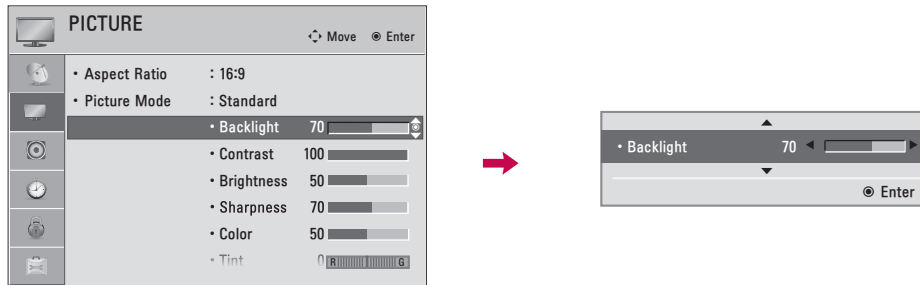 PICTURE
Move Enter
• Aspect Ratio : 16:9
• Picture Mode : Standard
• Backlight 70
• Contrast 100
• Brightness 50
• Sharpness 70
• Color 50
• Tint 0 R G
• Backlight 70
Enter